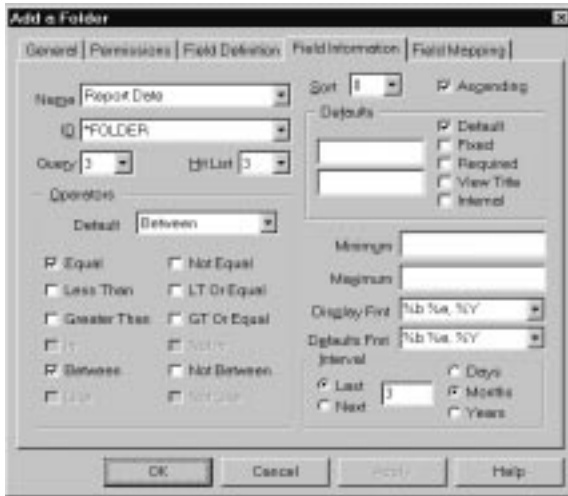 Add a Folder
General Permissions Field Definition Field Information Field Mapping
Name Report Date
ID *FOLDER
Query 3 Hit List 3
Operators
Default Between
Equal Not Equal
Less Than LT Or Equal
Greater Than GT Or Equal
Between Not Between
Sort Ascending
Defaults
Default
Fixed
Required
View Title
Internal
Minimum
Maximum
Display Fmt %b %e, %Y
Defaults Fmt %b %e, %Y
Interval
Last 3 Days
Next Months
Years
OK Cancel Apply Help